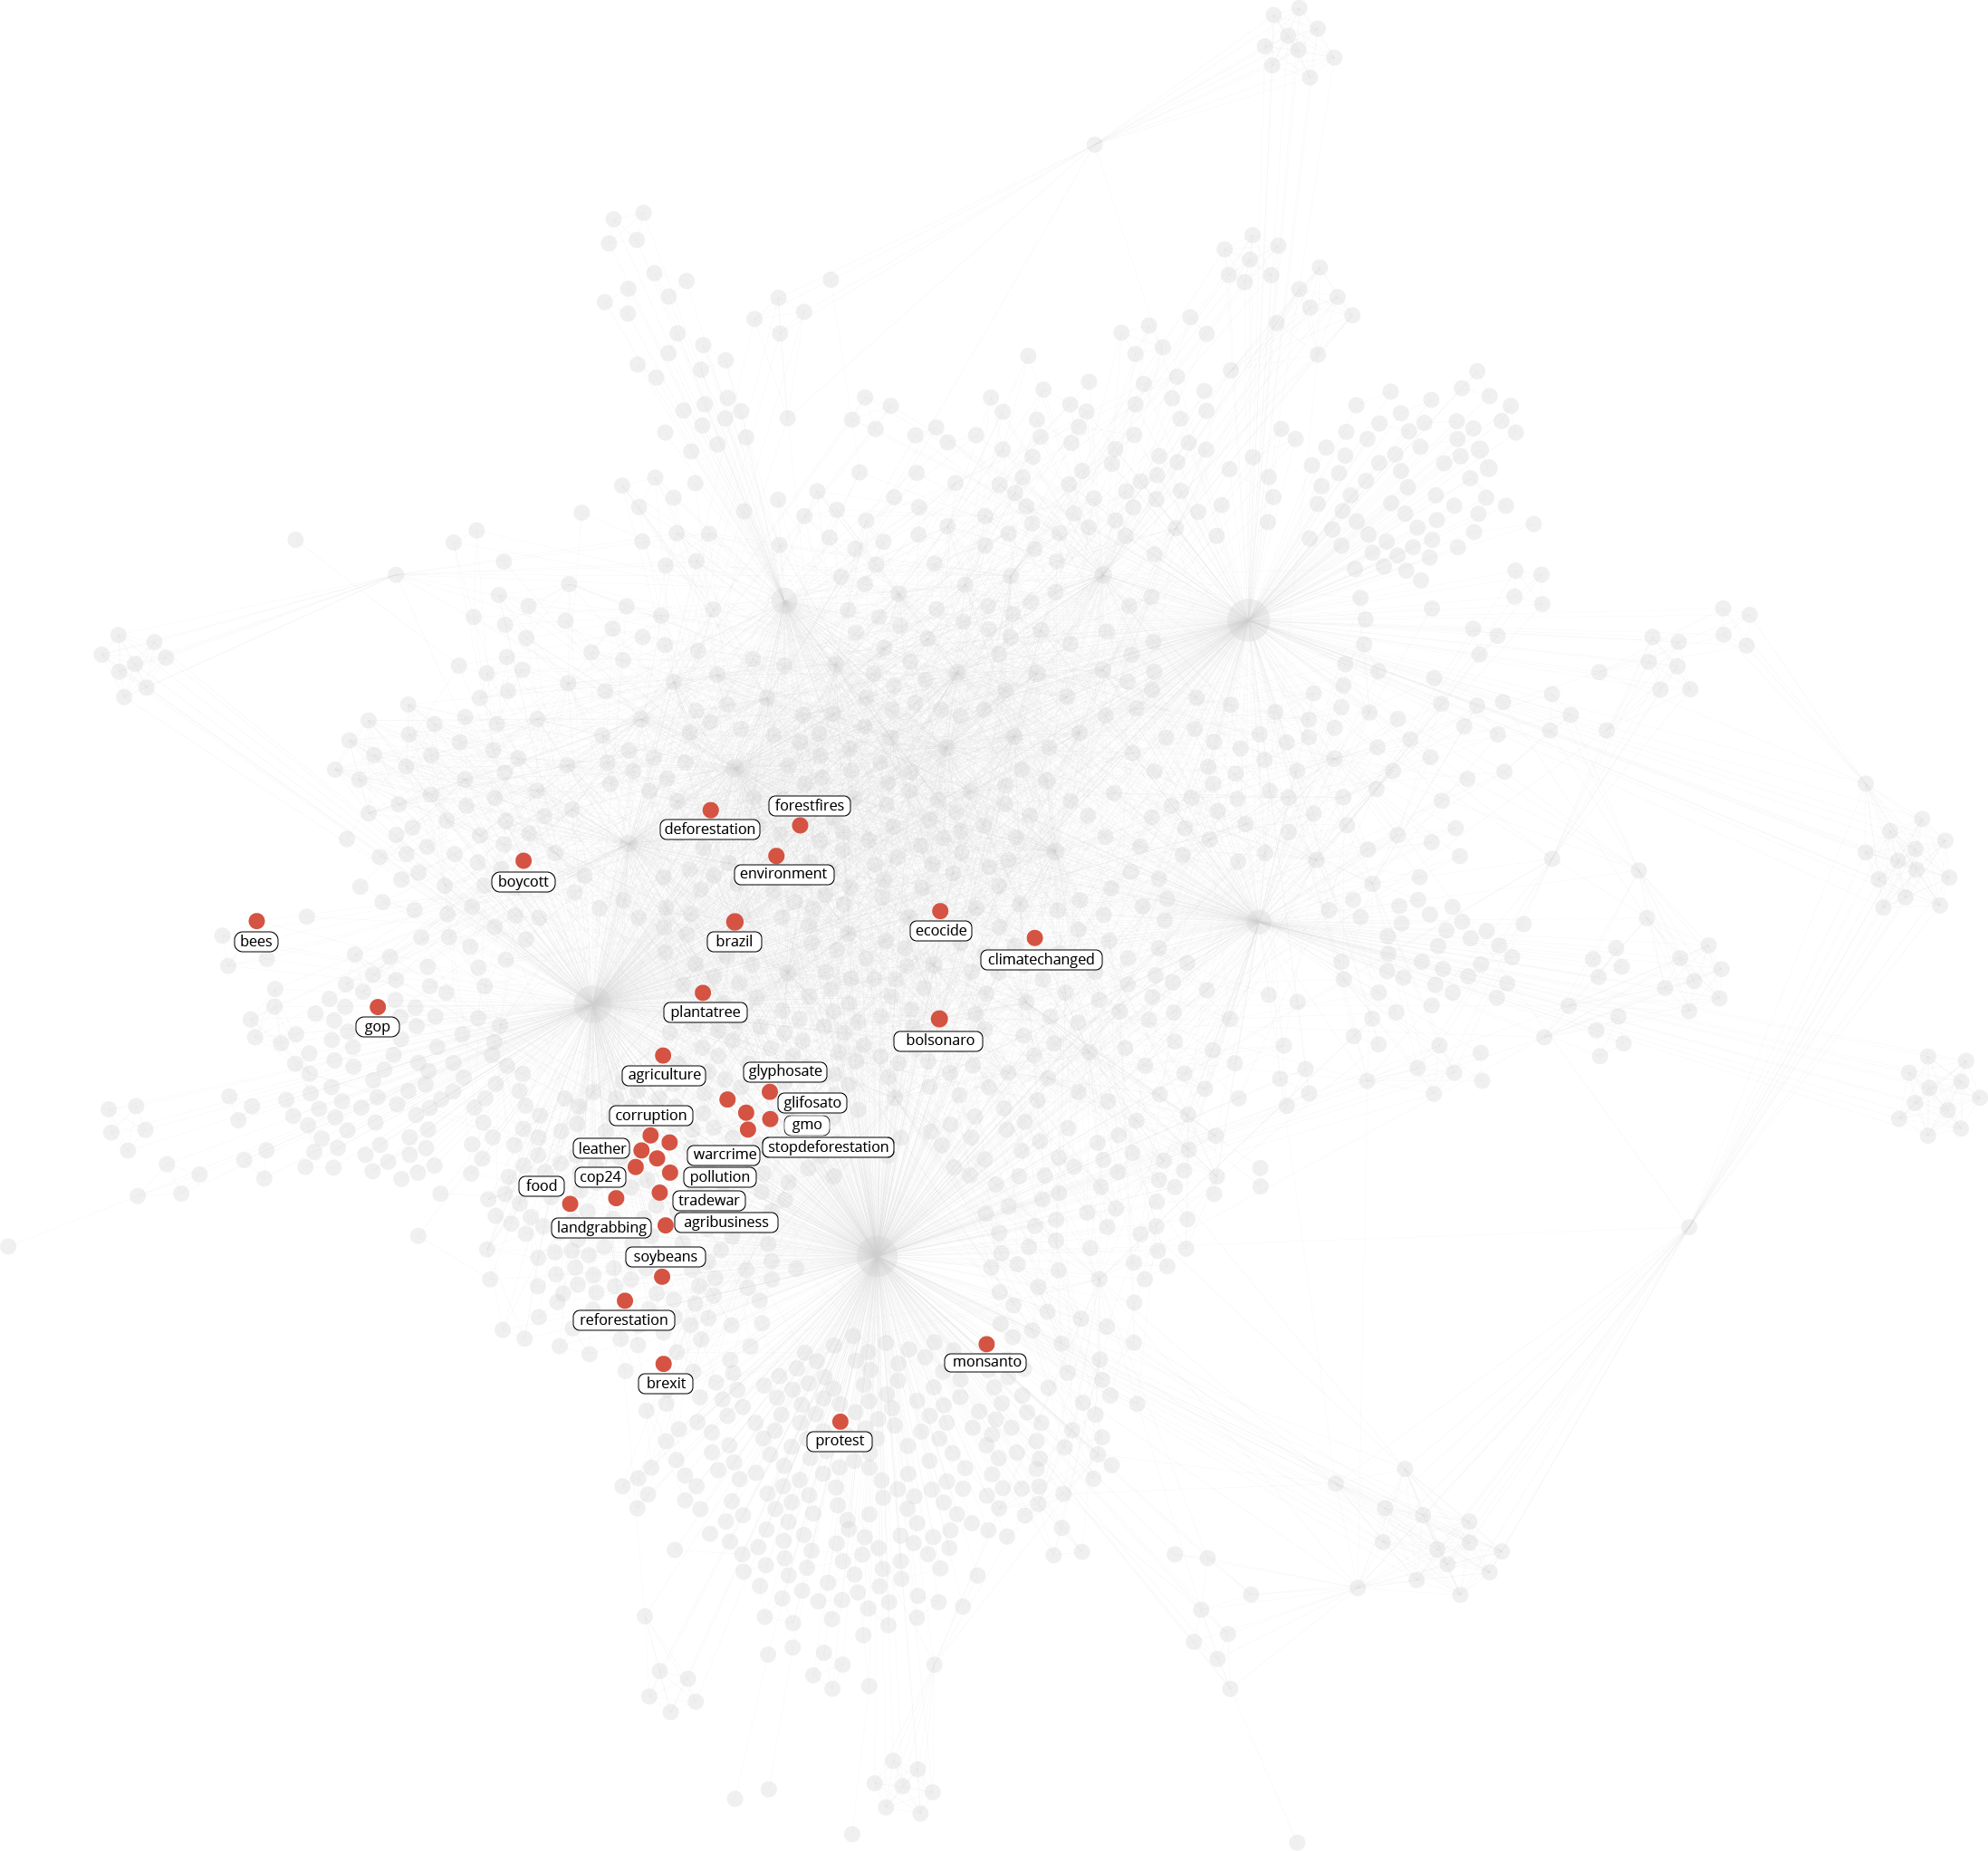 forestfires
deforestation
environment
boycott
ecocide
bees
brazil
climatechanged
plantatree
gop
bolsonaro
glyphosate
agriculture
glifosato
corruption
gmo
stopdeforestation
leather
warcrime
cop24
pollution
food
tradewar
agribusiness
landgrabbing
soybeans
reforestation
monsanto
brexit
protest